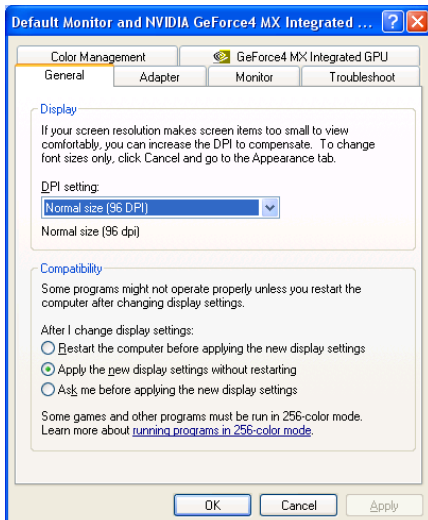 Default Monitor and NVIDIA GeForce4 MX Integrated ...
Color Management
GeForce4 MX Integrated GPU
General
Adapter
Monitor
Troubleshoot
Display
If your screen resolution makes screen items too small to view
comfortably, you can increase the DPI to compensate. To change
font sizes only, click Cancel and go to the Appearance tab.
DPI setting:
Normal size (96 DPI)
Normal size (96 dpi)
Compatibility
Some programs might not operate properly unless you restart the
computer after changing display settings.
After I change display settings:
Restart the computer before applying the new display settings
Apply the new display settings without restarting
Ask me before applying the new display settings
Some games and other programs must be run in 256-color mode.
Learn more about running programs in 256-color mode.
OK
Cancel
Apply